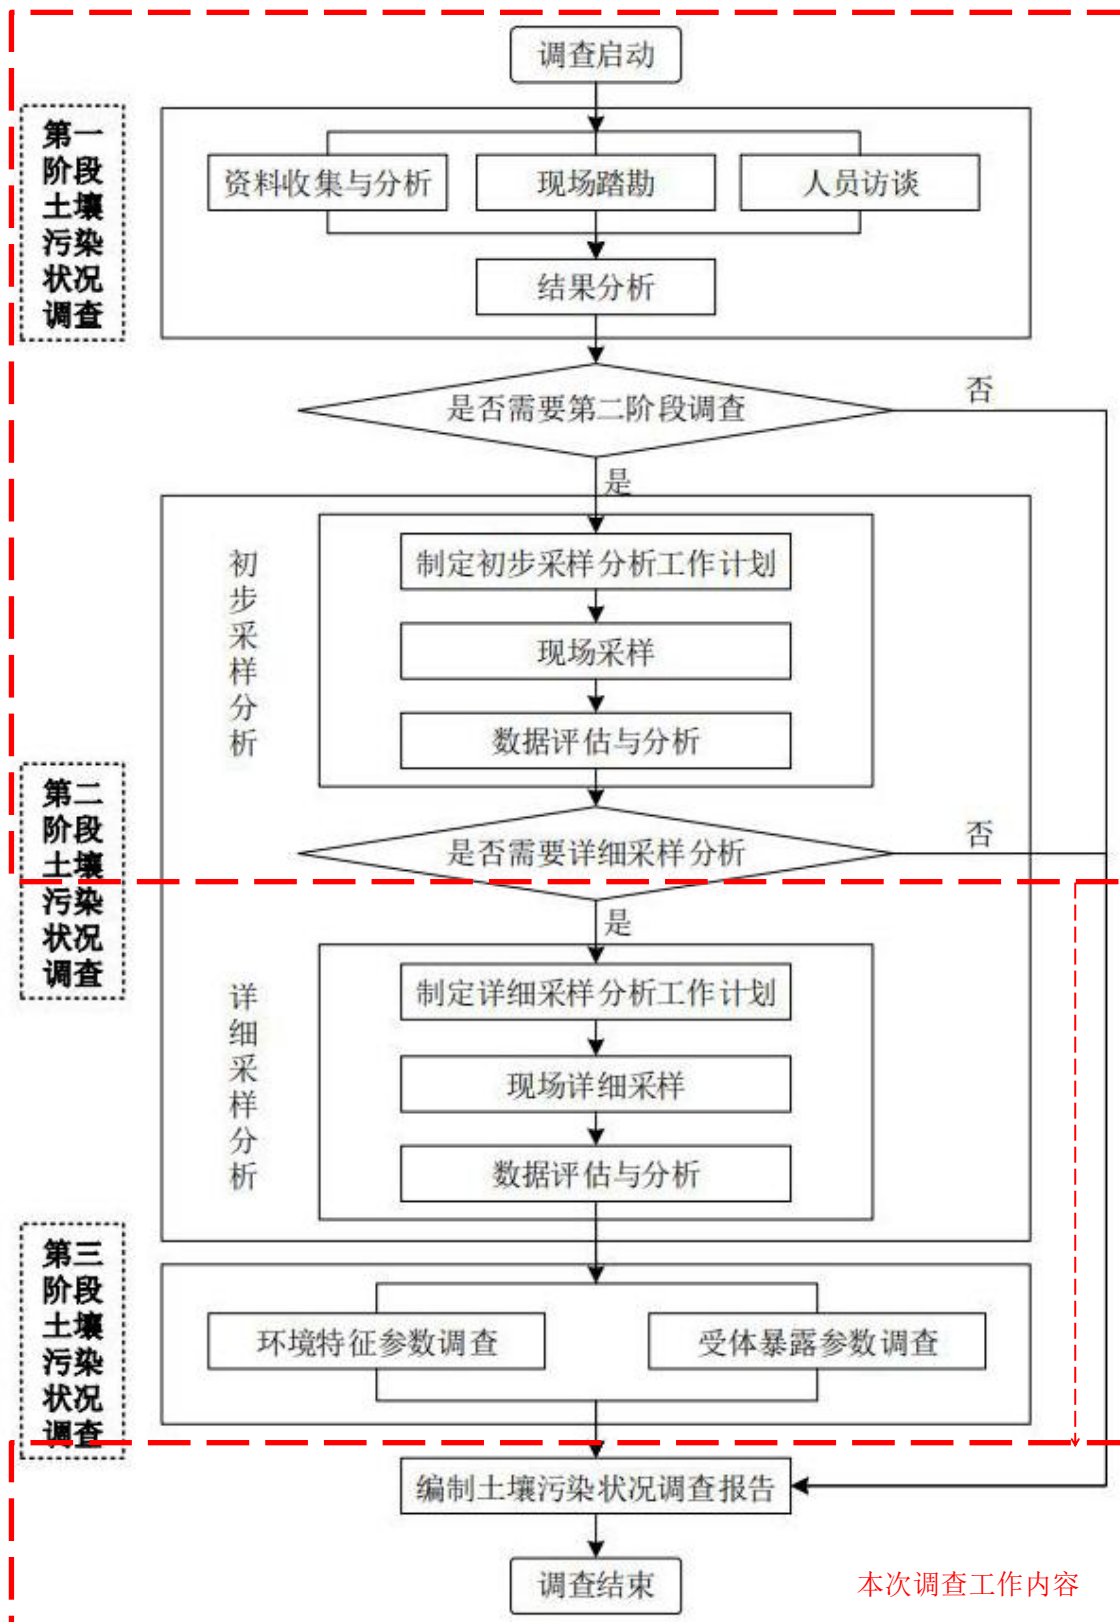 调查启动
第一
阶段
土壤
污染
状况
调查
资料收集与分析
现场踏勘
人员访谈
结果分析
是否需要第二阶段调查
否
是
初
步
采
样
分
析
制定初步采样分析工作计划
现场采样
数据评估与分析
第二
阶段
土壤
污染
状况
调查
是否需要详细采样分析
否
是
详
细
采
样
分
析
制定详细采样分析工作计划
现场详细采样
数据评估与分析
第三
阶段
土壤
污染
状况
调查
环境特征参数调查
受体暴露参数调查
编制土壤污染状况调查报告
调查结束
本次调查工作内容